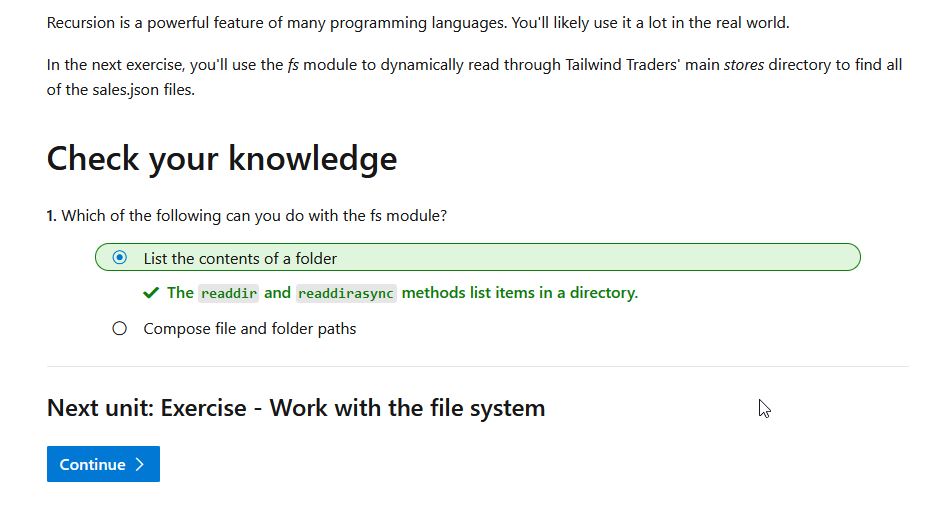 Recursion is a powerful feature of many programming languages. You'll likely use it a lot in the real world.
In the next exercise, you'll use the fs module to dynamically read through Tailwind Traders' main stores directory to find all
of the sales.json files.
Check your knowledge
1. Which of the following can you do with the fs module?
List the contents of a folder
The readdir and readdirasync methods list items in a directory.
Compose file and folder paths
Next unit: Exercise - Work with the file system
Continue